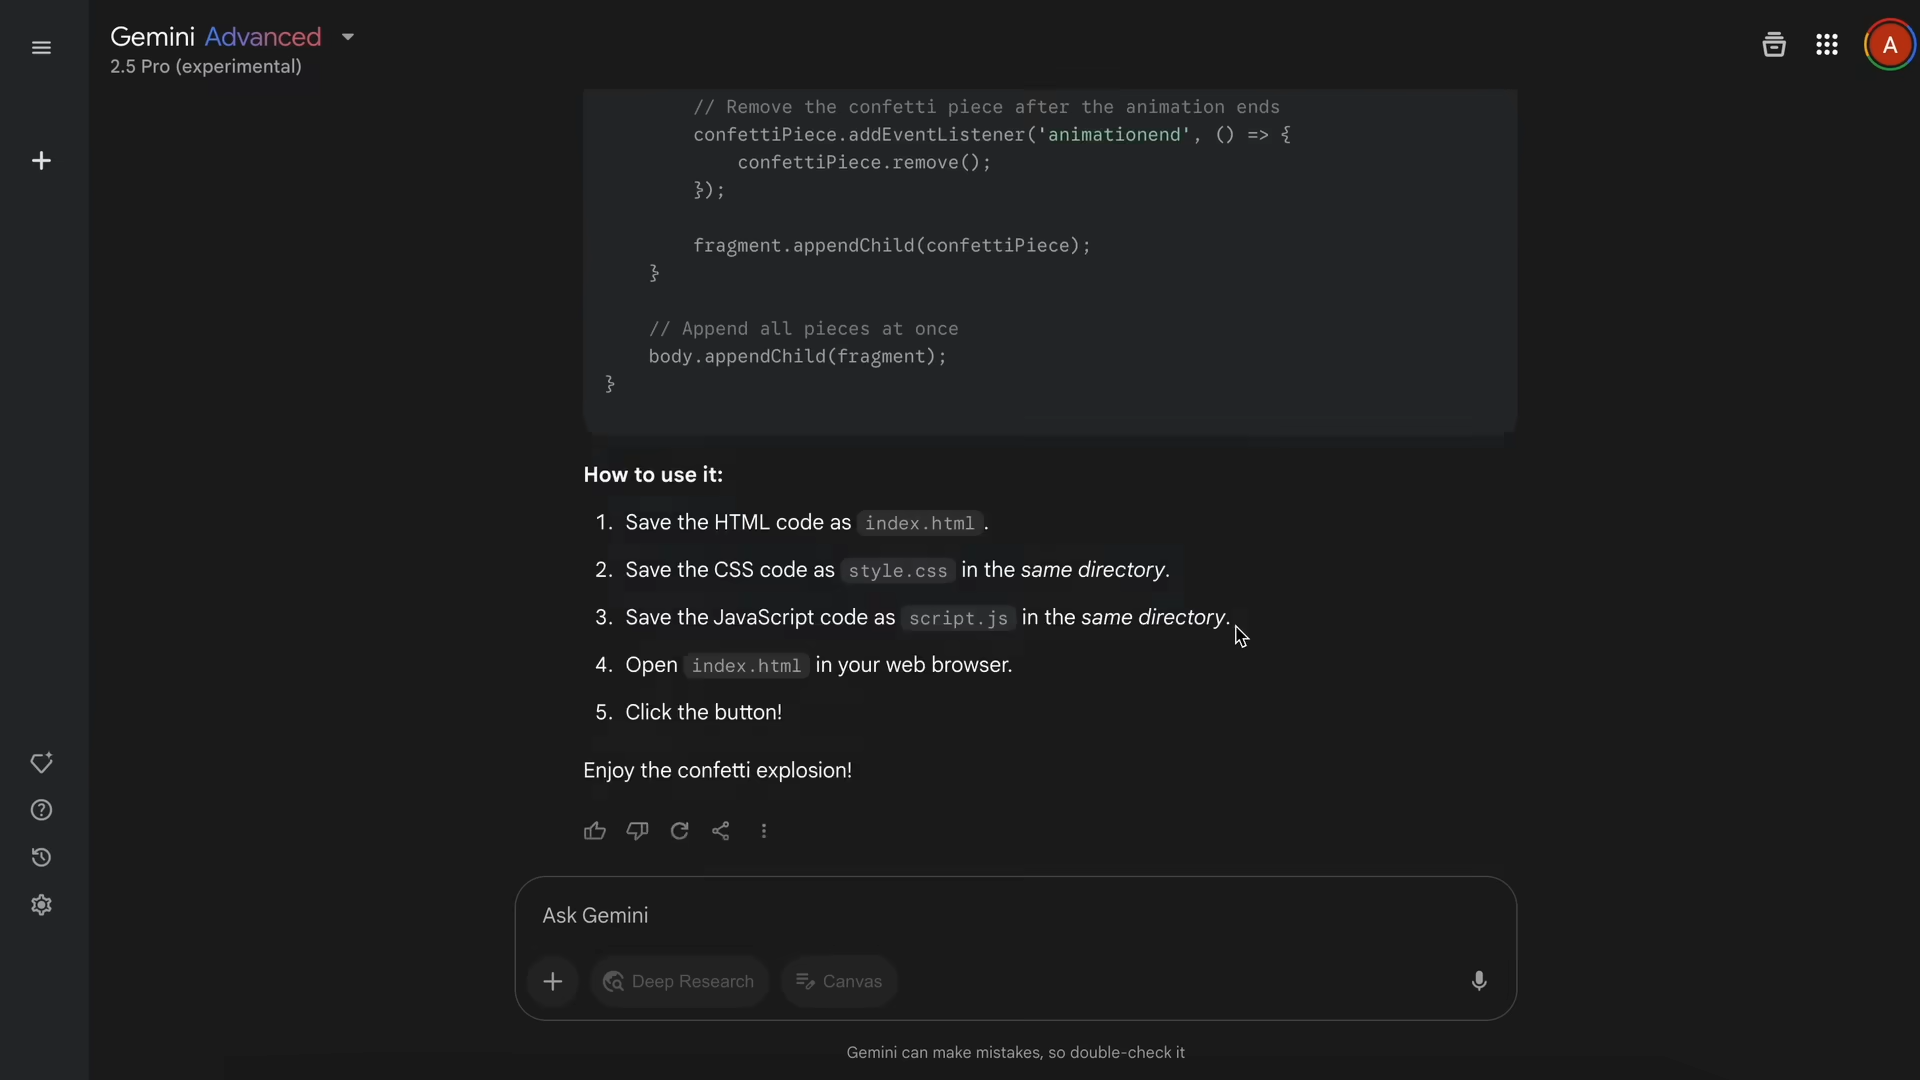 Gemini Advanced
2.5 Pro (experimental)
A
// Remove the confetti piece after the animation ends
confettiPiece.addEventListener('animationend', () => {
confettiPiece.remove();
});
fragment.appendChild(confettiPiece);
}
// Append all pieces at once
body.appendChild(fragment);
}
How to use it:
1. Save the HTML code as index.html.
2. Save the CSS code as style.css in the same directory.
3. Save the JavaScript code as script.js in the same directory.
4. Open index.html in your web browser.
5. Click the button!
Enjoy the confetti explosion!
Ask Gemini
Deep Research
Canvas
Gemini can make mistakes, so double-check it